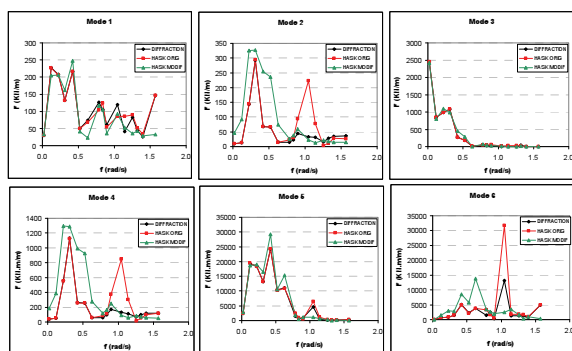 Mode 1
F (KII/m)
300
250
200
150
100
50
0
0.0 0.5 1.0 1.5 2.0
f (rad/s)
DIFFRACTION
HASK ORIG
HASK MODIF
Mode 2
F (KII/m)
350
300
250
200
150
100
50
0
0.0 0.5 1.0 1.5 2.0
f (rad/s)
DIFFRACTION
HASK ORIG
HASK MODIF
Mode 3
F (KII/m)
3000
2500
2000
1500
1000
500
0
0.0 0.5 1.0 1.5 2.0
f (rad/s)
DIFFRACTION
HASK ORIG
HASK MODIF
Mode 4
F (KII.m/m)
1400
1200
1000
800
600
400
200
0
0.0 0.5 1.0 1.5 2.0
f (rad/s)
DIFFRACTION
HASK ORIG
HASK MODIF
Mode 5
F (KII.m/m)
35000
30000
25000
20000
15000
10000
5000
0
0.0 0.5 1.0 1.5 2.0
f (rad/s)
DIFFRACTION
HASK ORIG
HASK MODIF
Mode 6
F (KII.m/m)
35000
30000
25000
20000
15000
10000
5000
0
0.0 0.5 1.0 1.5 2.0
f (rad/s)
DIFFRACTION
HASK ORIG
HASK MODIF